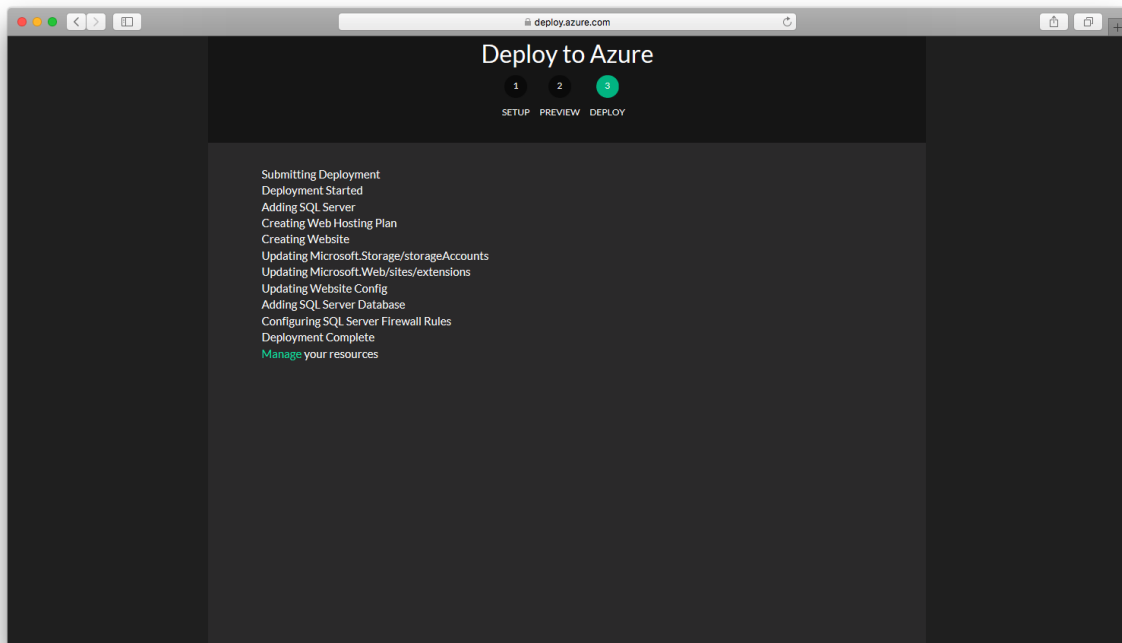 deploy.azure.com
Deploy to Azure
1 2 3
SETUP PREVIEW DEPLOY
Submitting Deployment
Deployment Started
Adding SQL Server
Creating Web Hosting Plan
Creating Website
Updating Microsoft.Storage/storageAccounts
Updating Microsoft.Web/sites/extensions
Updating Website Config
Adding SQL Server Database
Configuring SQL Server Firewall Rules
Deployment Complete
Manage your resources